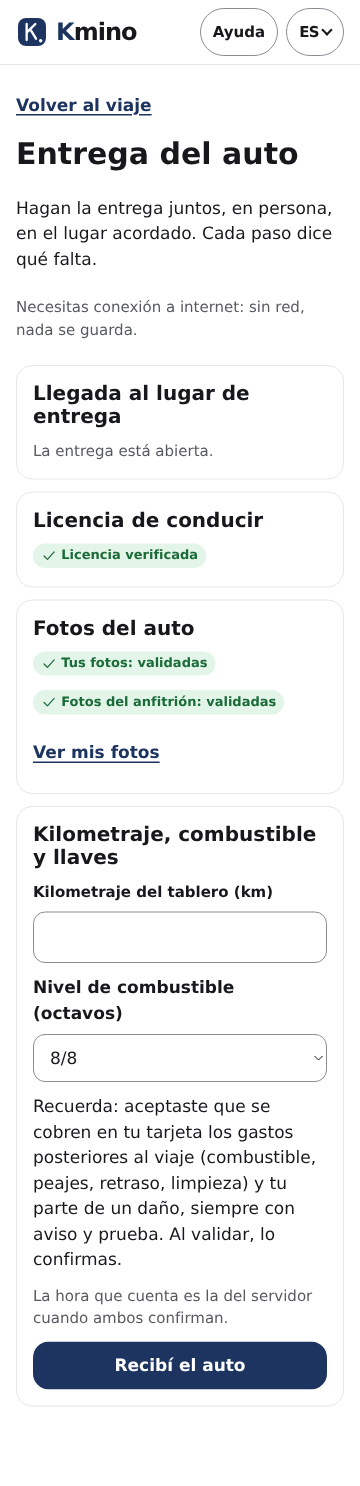 Kmino
Ayuda
ES
Volver al viaje
Entrega del auto
Hagan la entrega juntos, en persona,
en el lugar acordado. Cada paso dice
qué falta.
Necesitas conexión a internet: sin red,
nada se guarda.
Llegada al lugar de
entrega
La entrega está abierta.
Licencia de conducir
Licencia verificada
Fotos del auto
Tus fotos: validadas
Fotos del anfitrión: validadas
Ver mis fotos
Kilometraje, combustible
y llaves
Kilometraje del tablero (km)
Nivel de combustible
(octavos)
8/8
Recuerda: aceptaste que se
cobren en tu tarjeta los gastos
posteriores al viaje (combustible,
peajes, retraso, limpieza) y tu
parte de un daño, siempre con
aviso y prueba. Al validar, lo
confirmas.
La hora que cuenta es la del servidor
cuando ambos confirman.
Recibí el auto